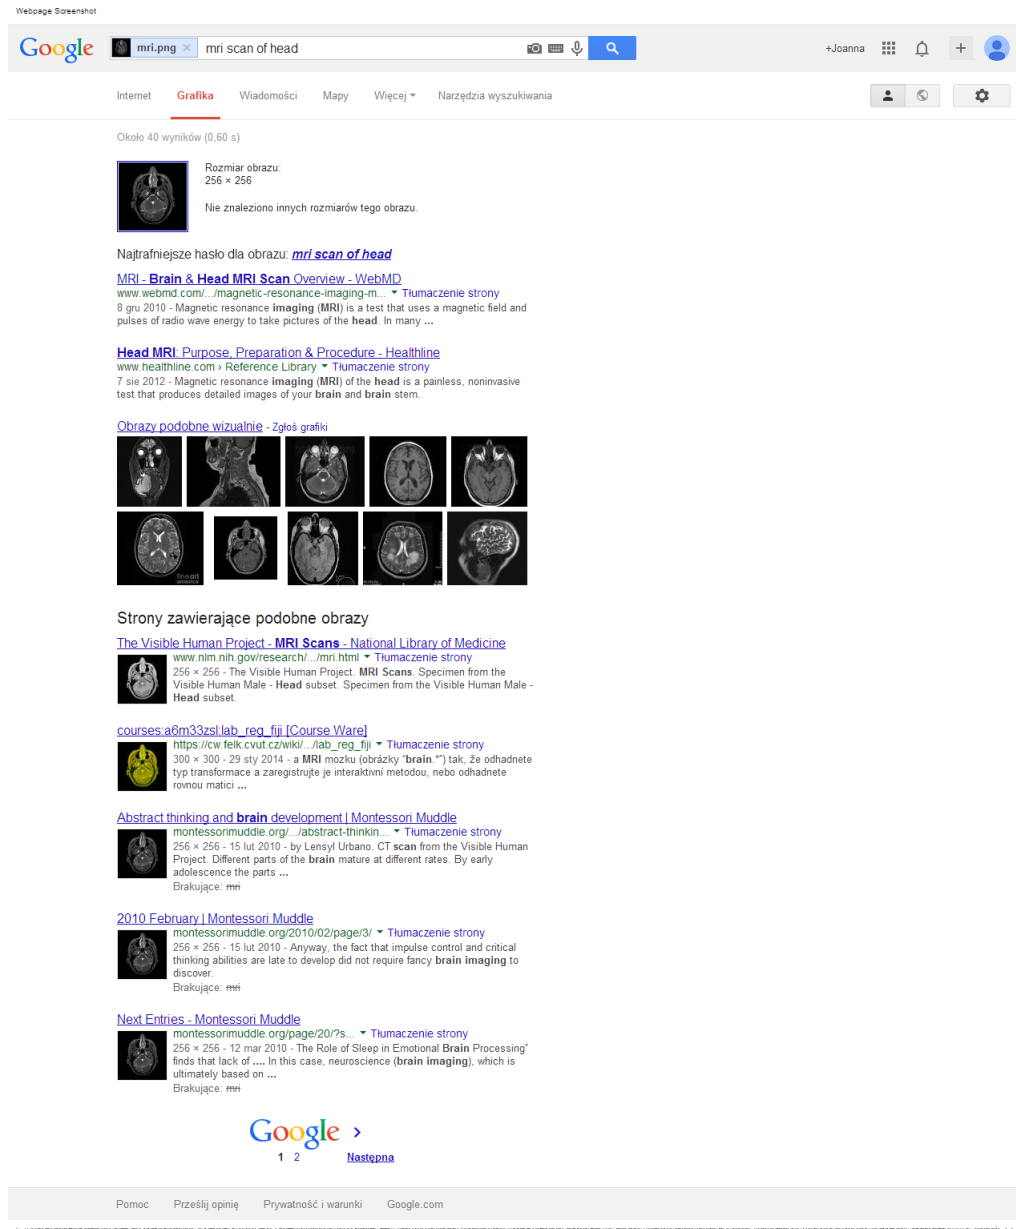 Webpage Screenshot
Google mri.png × mri scan of head +Joanna
Internet Grafika Wiadomości Mapy Więcej Narzędzia wyszukiwania
Około 40 wyników (0,60 s)
Rozmiar obrazu:
256 × 256
Nie znaleziono innych rozmiarów tego obrazu.
Najtrafniejsze hasło dla obrazu: mri scan of head
MRI - Brain & Head MRI Scan Overview - WebMD
www.webmd.com/.../magnetic-resonance-imaging-m... Tłumaczenie strony
8 gru 2010 - Magnetic resonance imaging (MRI) is a test that uses a magnetic field and
pulses of radio wave energy to take pictures of the head. In many ...
Head MRI: Purpose, Preparation & Procedure - Healthline
www.healthline.com › Reference Library Tłumaczenie strony
7 sie 2012 - Magnetic resonance imaging (MRI) of the head is a painless, noninvasive
test that produces detailed images of your brain and brain stem.
Obrazy podobne wizualnie - Zgłoś grafiki
fineart
Strony zawierające podobne obrazy
The Visible Human Project - MRI Scans - National Library of Medicine
www.nlm.nih.gov/research/.../mri.html Tłumaczenie strony
256 × 256 - The Visible Human Project. MRI Scans. Specimen from the
Visible Human Male - Head subset. Specimen from the Visible Human Male -
Head subset.
courses:a6m33zsl:lab_reg_fiji [Course Ware]
https://cw.felk.cvut.cz/wiki/.../lab_reg_fiji Tłumaczenie strony
300 × 300 - 29 sty 2014 - a MRI mozku (obrázky "brain.*") tak, že odhadnete
typ transformace a zaregistrujte je interaktivní metodou, nebo odhadnete
rovnou matici ...
Abstract thinking and brain development | Montessori Muddle
montessorimuddle.org/.../abstract-thinkin... Tłumaczenie strony
256 × 256 - 15 lut 2010 - by Lensyl Urbano. CT scan from the Visible Human
Project. Different parts of the brain mature at different rates. By early
adolescence the parts ...
Brakujące: mri
2010 February | Montessori Muddle
montessorimuddle.org/2010/02/page/3/ Tłumaczenie strony
256 × 256 - 15 lut 2010 - Anyway, the fact that impulse control and critical
thinking abilities are late to develop did not require fancy brain imaging to
discover.
Brakujące: mri
Next Entries - Montessori Muddle
montessorimuddle.org/page/20/?s... Tłumaczenie strony
256 × 256 - 12 mar 2010 - The Role of Sleep in Emotional Brain Processing"
finds that lack of .... In this case, neuroscience (brain imaging), which is
ultimately based on ...
Brakujące: mri
Google
1 2 Następna
Pomoc Prześlij opinię Prywatność i warunki Google.com